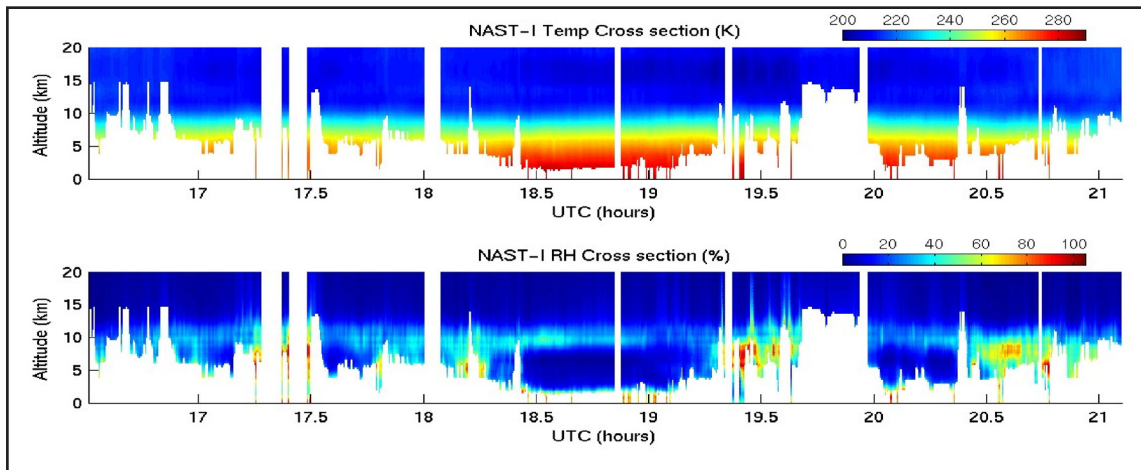 NAST-I Temp Cross section (K)
200 220 240 260 280
20
15
10
5
0
Altitude (km)
17 17.5 18 18.5 19 19.5 20 20.5 21
UTC (hours)
NAST-I RH Cross section (%)
0 20 40 60 80 100
20
15
10
5
0
Altitude (km)
17 17.5 18 18.5 19 19.5 20 20.5 21
UTC (hours)